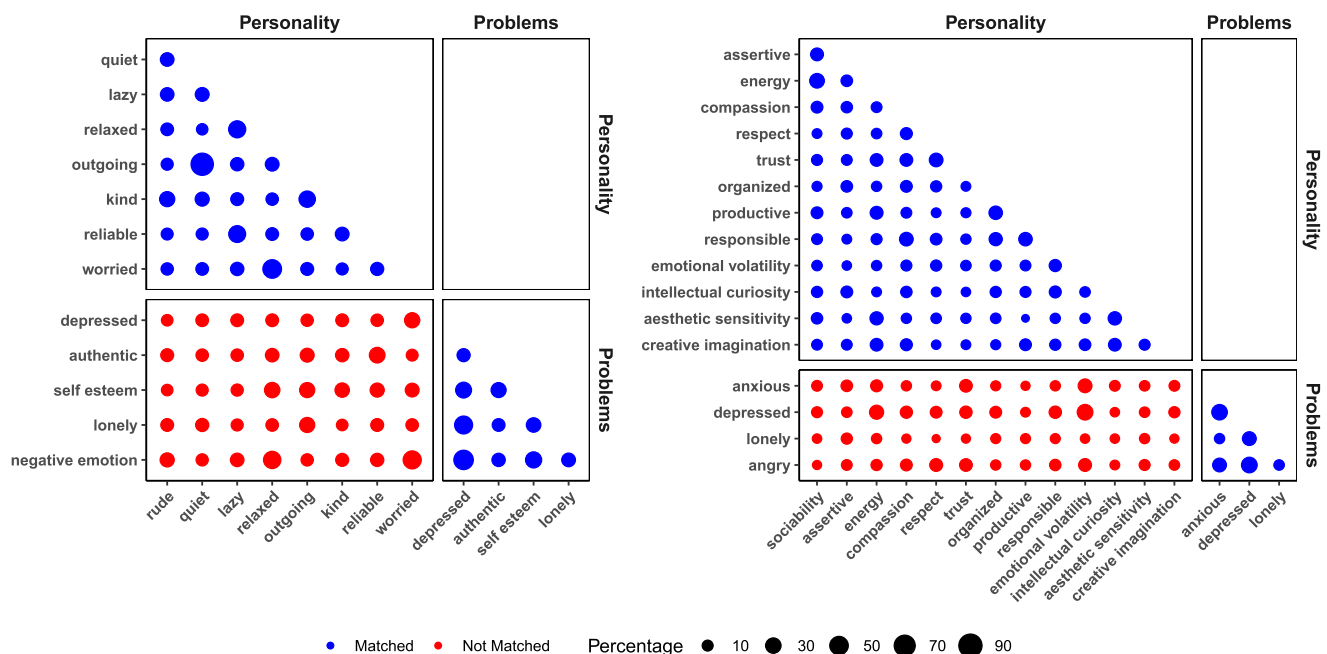 Personality Problems
quiet
lazy
relaxed
outgoing
kind
reliable
worried
Personality
depressed
authentic
self esteem
lonely
negative emotion
Problems
rude quiet lazy relaxed outgoing kind reliable worried depressed authentic self esteem lonely
Personality Problems
assertive
energy
compassion
respect
trust
organized
productive
responsible
emotional volatility
intellectual curiosity
aesthetic sensitivity
creative imagination
Personality
anxious
depressed
lonely
angry
Problems
sociability assertive energy compassion respect trust organized productive responsible emotional volatility intellectual curiosity aesthetic sensitivity creative imagination anxious depressed lonely
Matched Not Matched Percentage 10 30 50 70 90